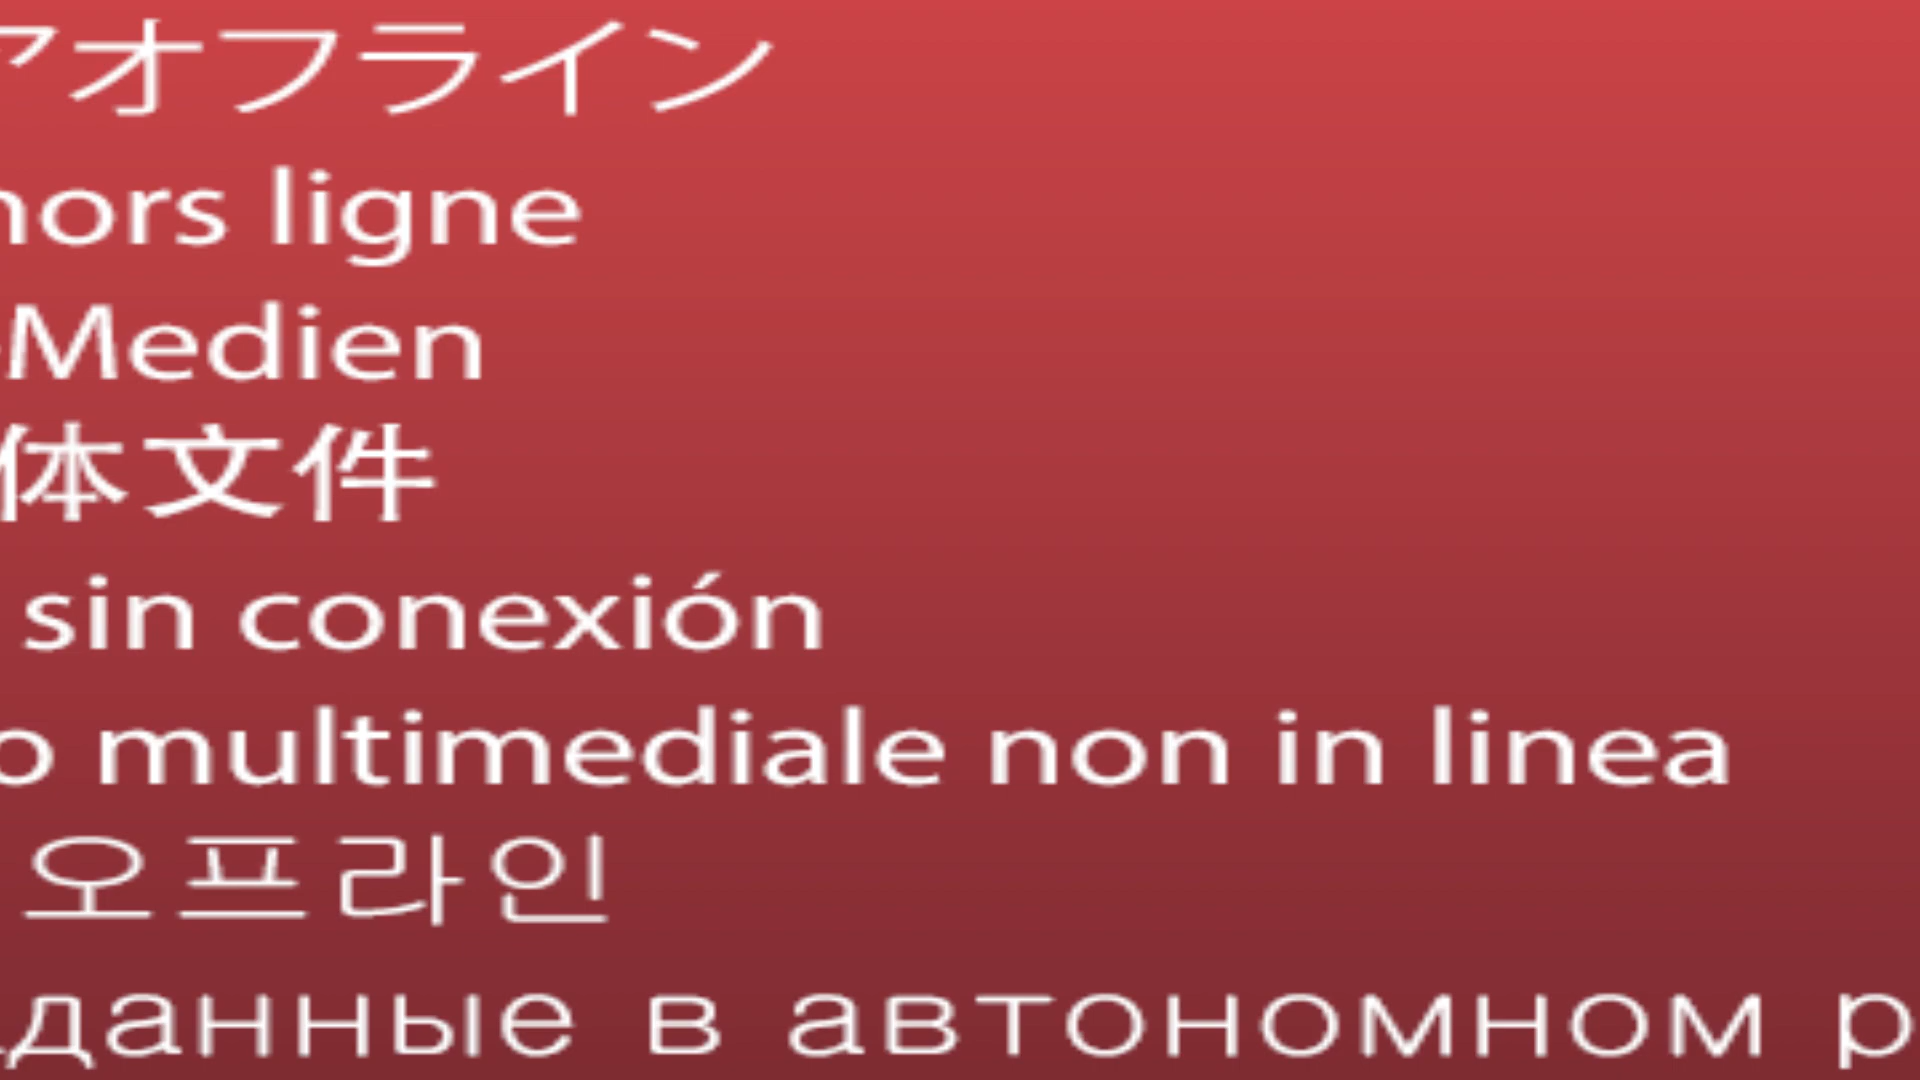 アオフライン
hors ligne
Medien
体文件
sin conexión
o multimediale non in linea
오프라인
данные в автономном р